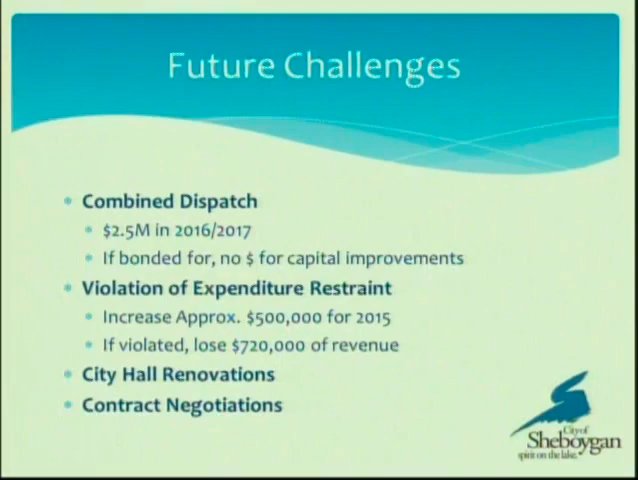 Future Challenges
Combined Dispatch
$2.5M in 2016/2017
If bonded for, no $ for capital improvements
Violation of Expenditure Restraint
Increase Approx. $500,000 for 2015
If violated, lose $720,000 of revenue
City Hall Renovations
Contract Negotiations
City of
Sheboygan
spirit on the lake.